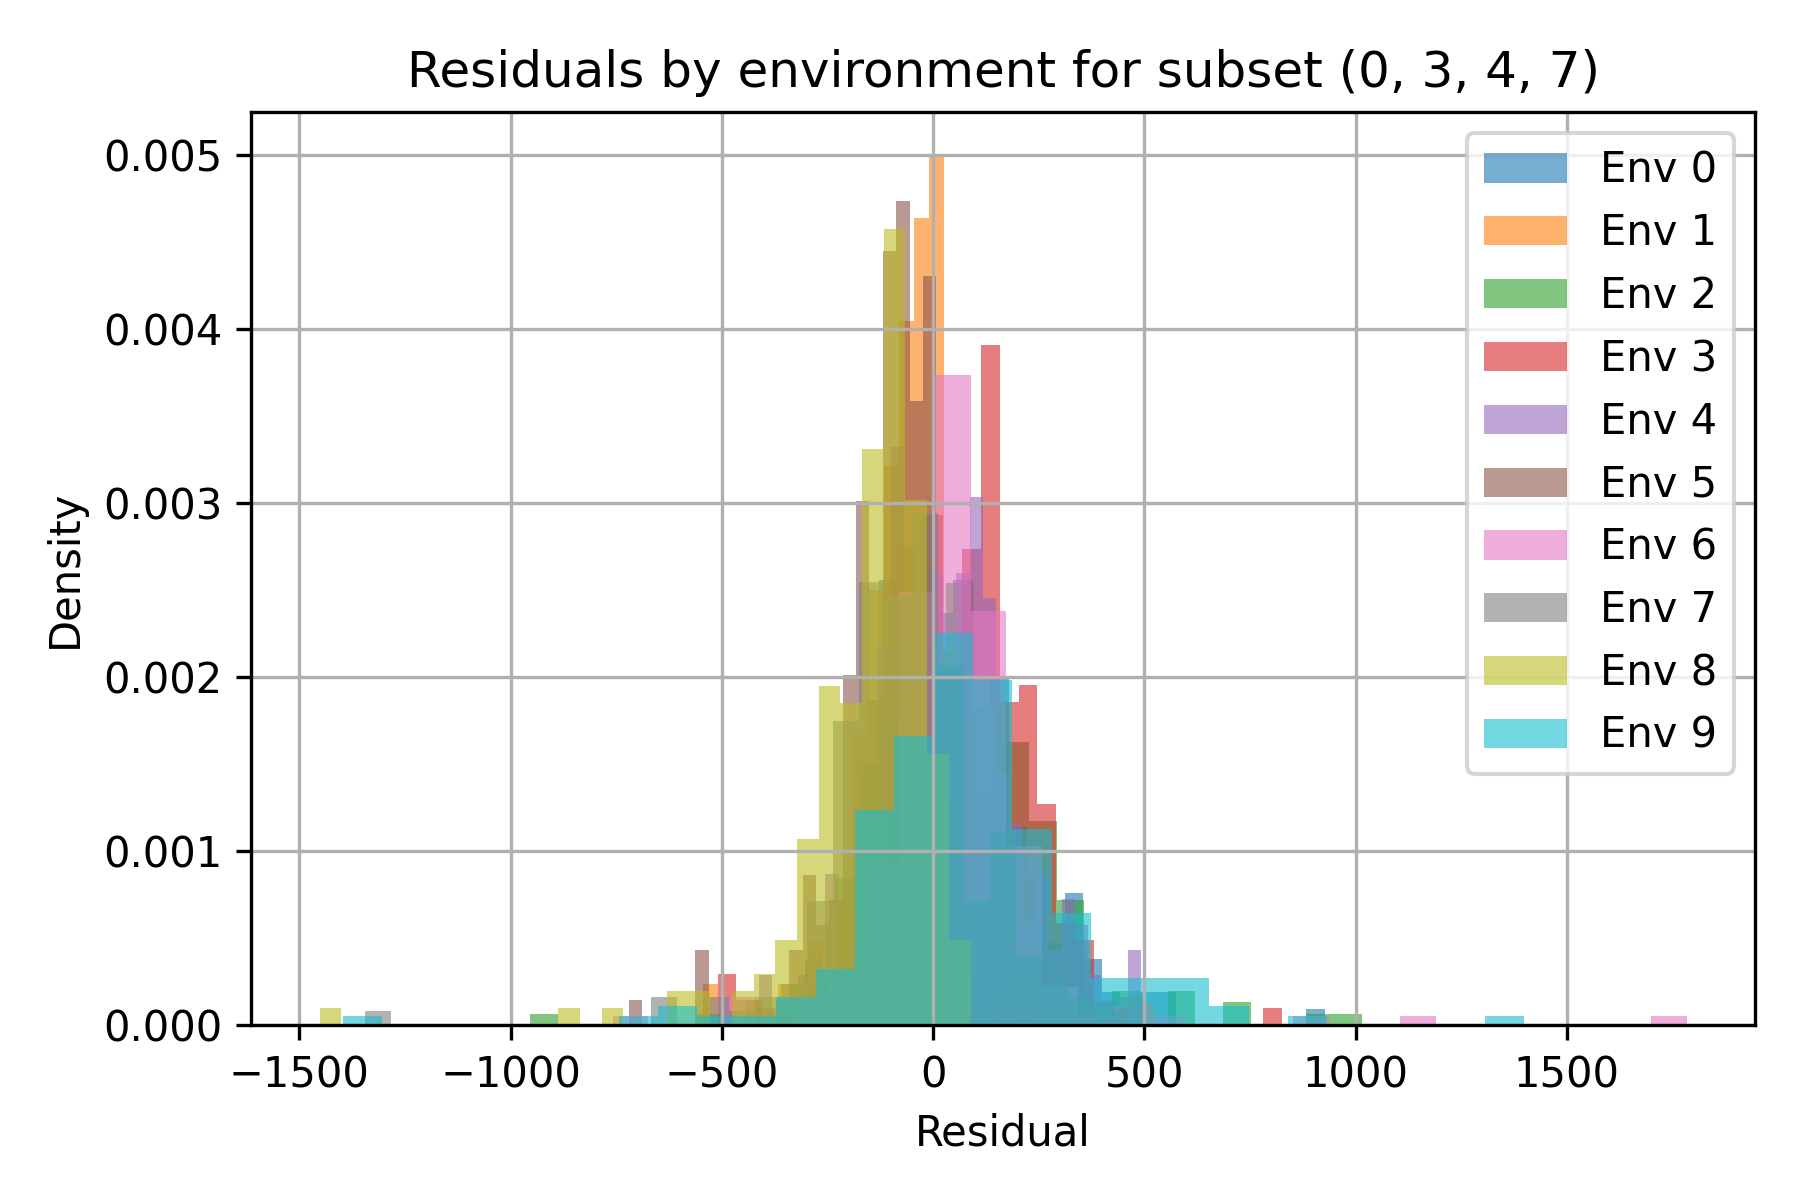 Residuals by environment for subset (0, 3, 4, 7)
0.005
0.004
0.003
0.002
0.001
0.000
Density
−1500
−1000
−500
0
500
1000
1500
Residual
Env 0
Env 1
Env 2
Env 3
Env 4
Env 5
Env 6
Env 7
Env 8
Env 9